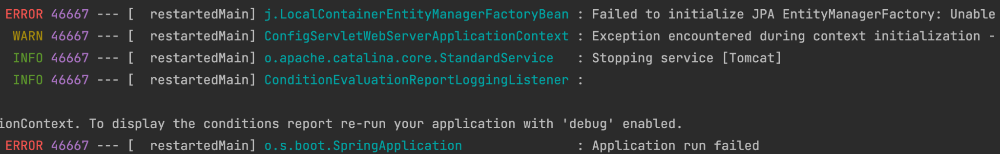 ERROR 46667 --- [  restartedMain] j.LocalContainerEntityManagerFactoryBean : Failed to initialize JPA EntityManagerFactory: Unable
WARN 46667 --- [  restartedMain] ConfigServletWebServerApplicationContext : Exception encountered during context initialization -
INFO 46667 --- [  restartedMain] o.apache.catalina.core.StandardService   : Stopping service [Tomcat]
INFO 46667 --- [  restartedMain] ConditionEvaluationReportLoggingListener :
ionContext. To display the conditions report re-run your application with 'debug' enabled.
ERROR 46667 --- [  restartedMain] o.s.boot.SpringApplication               : Application run failed